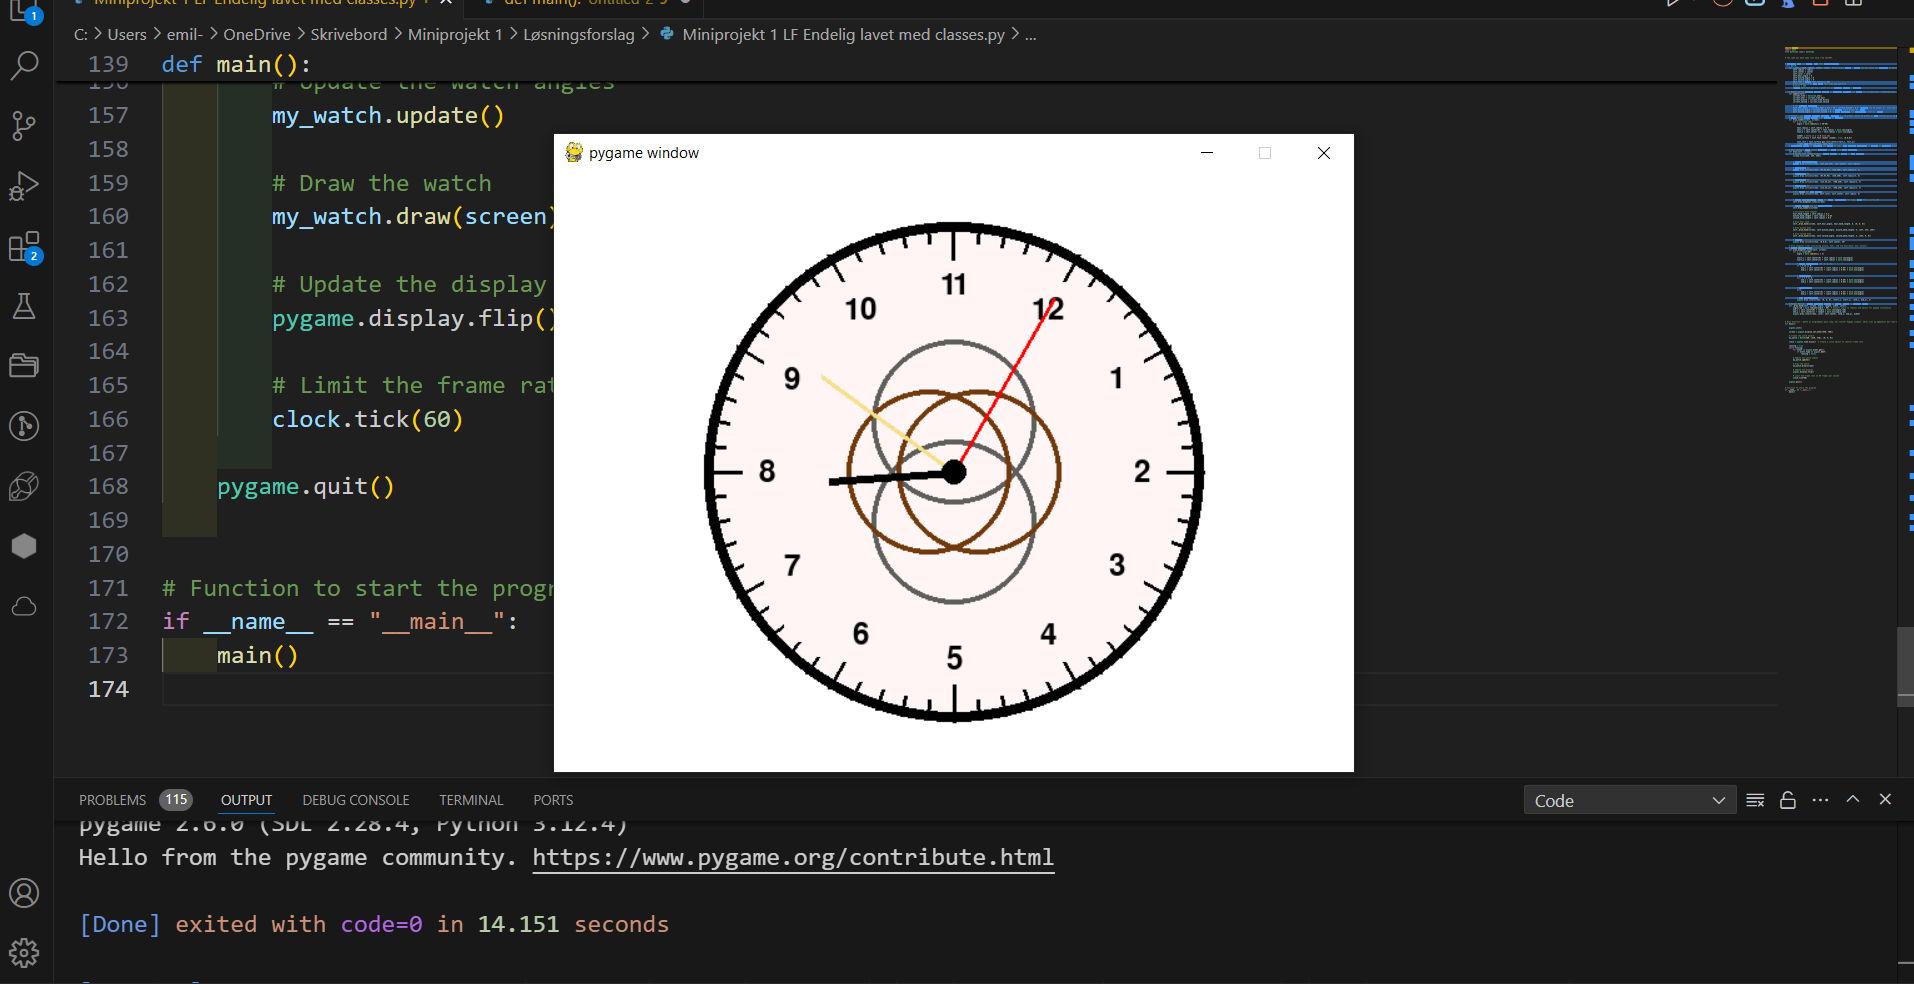 Miniprojekt 1 LF Endelig lavet med classes.py
def main(): Untitled-2 9
1
C: > Users > emil- > OneDrive > Skrivebord > Miniprojekt 1 > Løsningsforslag > Miniprojekt 1 LF Endelig lavet med classes.py > ...
139 def main():
156 # Update the watch angles
157 my_watch.update()
158
159 # Draw the watch
160 my_watch.draw(screen)
161
162 # Update the display
163 pygame.display.flip()
164
165 # Limit the frame rat
166 clock.tick(60)
167
168 pygame.quit()
169
170
171 # Function to start the progr
172 if __name__ == "__main__":
173 main()
174
2
pygame window
11
12
10
1
9
2
8
3
7
4
6
5
PROBLEMS 115 OUTPUT DEBUG CONSOLE TERMINAL PORTS
Code
pygame 2.6.0 (SDL 2.28.4, Python 3.12.4)
Hello from the pygame community. https://www.pygame.org/contribute.html
[Done] exited with code=0 in 14.151 seconds